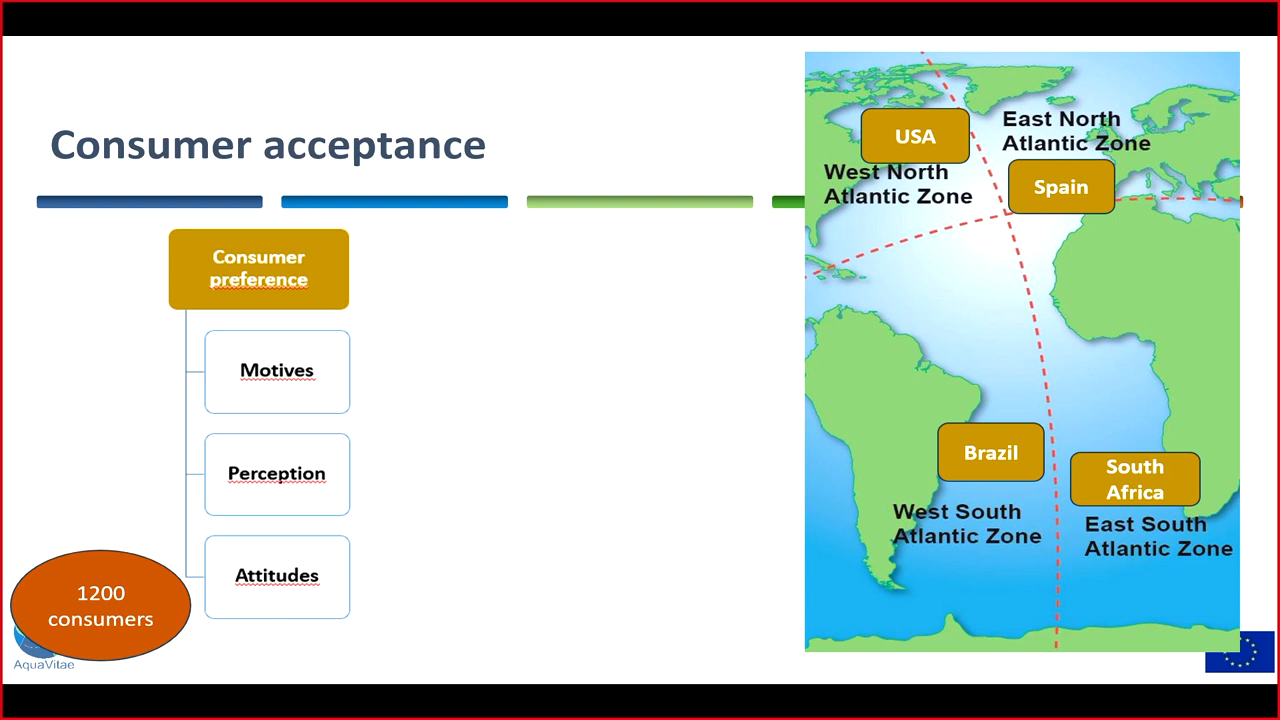 Consumer acceptance
Consumer
preference
Motives
Perception
Attitudes
1200
consumers
AquaVitae
USA
West North
Atlantic Zone
East North
Atlantic Zone
Spain
Brazil
West South
Atlantic Zone
South
Africa
East South
Atlantic Zone